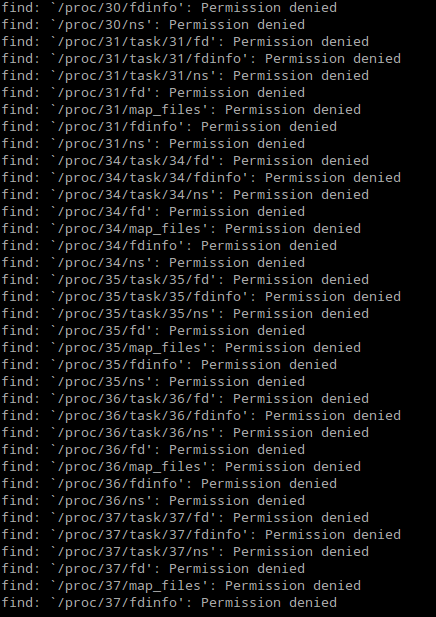 find: `/proc/30/fdinfo': Permission denied
find: `/proc/30/ns': Permission denied
find: `/proc/31/task/31/fd': Permission denied
find: `/proc/31/task/31/fdinfo': Permission denied
find: `/proc/31/task/31/ns': Permission denied
find: `/proc/31/fd': Permission denied
find: `/proc/31/map_files': Permission denied
find: `/proc/31/fdinfo': Permission denied
find: `/proc/31/ns': Permission denied
find: `/proc/34/task/34/fd': Permission denied
find: `/proc/34/task/34/fdinfo': Permission denied
find: `/proc/34/task/34/ns': Permission denied
find: `/proc/34/fd': Permission denied
find: `/proc/34/map_files': Permission denied
find: `/proc/34/fdinfo': Permission denied
find: `/proc/34/ns': Permission denied
find: `/proc/35/task/35/fd': Permission denied
find: `/proc/35/task/35/fdinfo': Permission denied
find: `/proc/35/task/35/ns': Permission denied
find: `/proc/35/fd': Permission denied
find: `/proc/35/map_files': Permission denied
find: `/proc/35/fdinfo': Permission denied
find: `/proc/35/ns': Permission denied
find: `/proc/36/task/36/fd': Permission denied
find: `/proc/36/task/36/fdinfo': Permission denied
find: `/proc/36/task/36/ns': Permission denied
find: `/proc/36/fd': Permission denied
find: `/proc/36/map_files': Permission denied
find: `/proc/36/fdinfo': Permission denied
find: `/proc/36/ns': Permission denied
find: `/proc/37/task/37/fd': Permission denied
find: `/proc/37/task/37/fdinfo': Permission denied
find: `/proc/37/task/37/ns': Permission denied
find: `/proc/37/fd': Permission denied
find: `/proc/37/map_files': Permission denied
find: `/proc/37/fdinfo': Permission denied